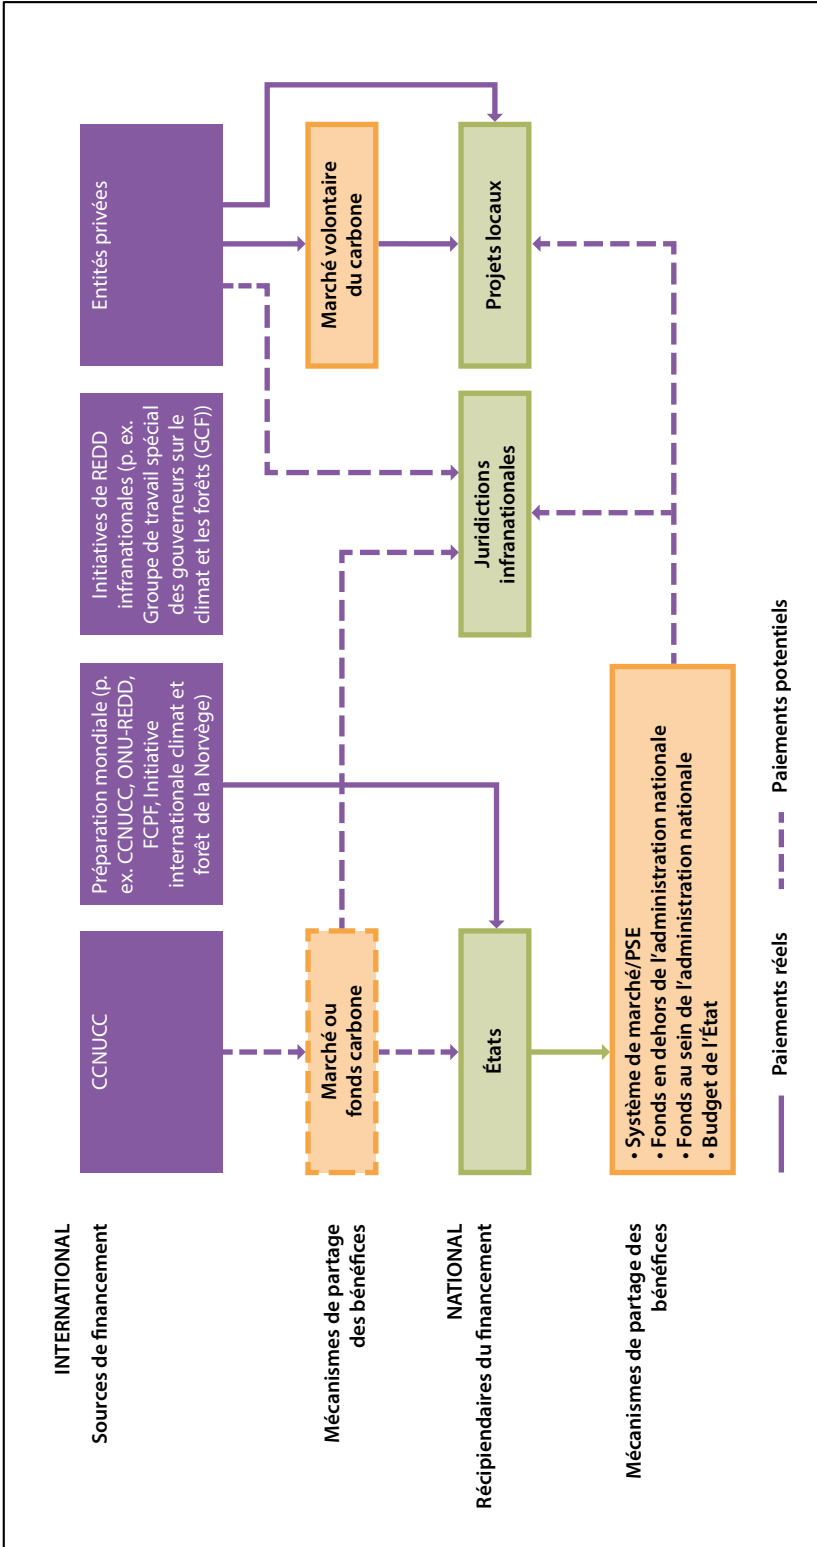 INTERNATIONAL
Sources de financement
CCNUCC
Préparation mondiale (p.
ex. CCNUCC, ONU-REDD,
FCPF, Initiative
internationale climat et
forêt de la Norvège)
Initiatives de REDD
infranationales (p. ex.
Groupe de travail spécial
des gouverneurs sur le
climat et les forêts (GCF))
Entités privées
Mécanismes de partage
des bénéfices
Marché ou
fonds carbone
Marché volontaire
du carbone
NATIONAL
Récipiendaires du financement
États
Juridictions
infranationales
Projets locaux
Mécanismes de partage des
bénéfices
• Système de marché/PSE
• Fonds en dehors de l’administration nationale
• Fonds au sein de l’administration nationale
• Budget de l’État
Paiements réels
Paiements potentiels